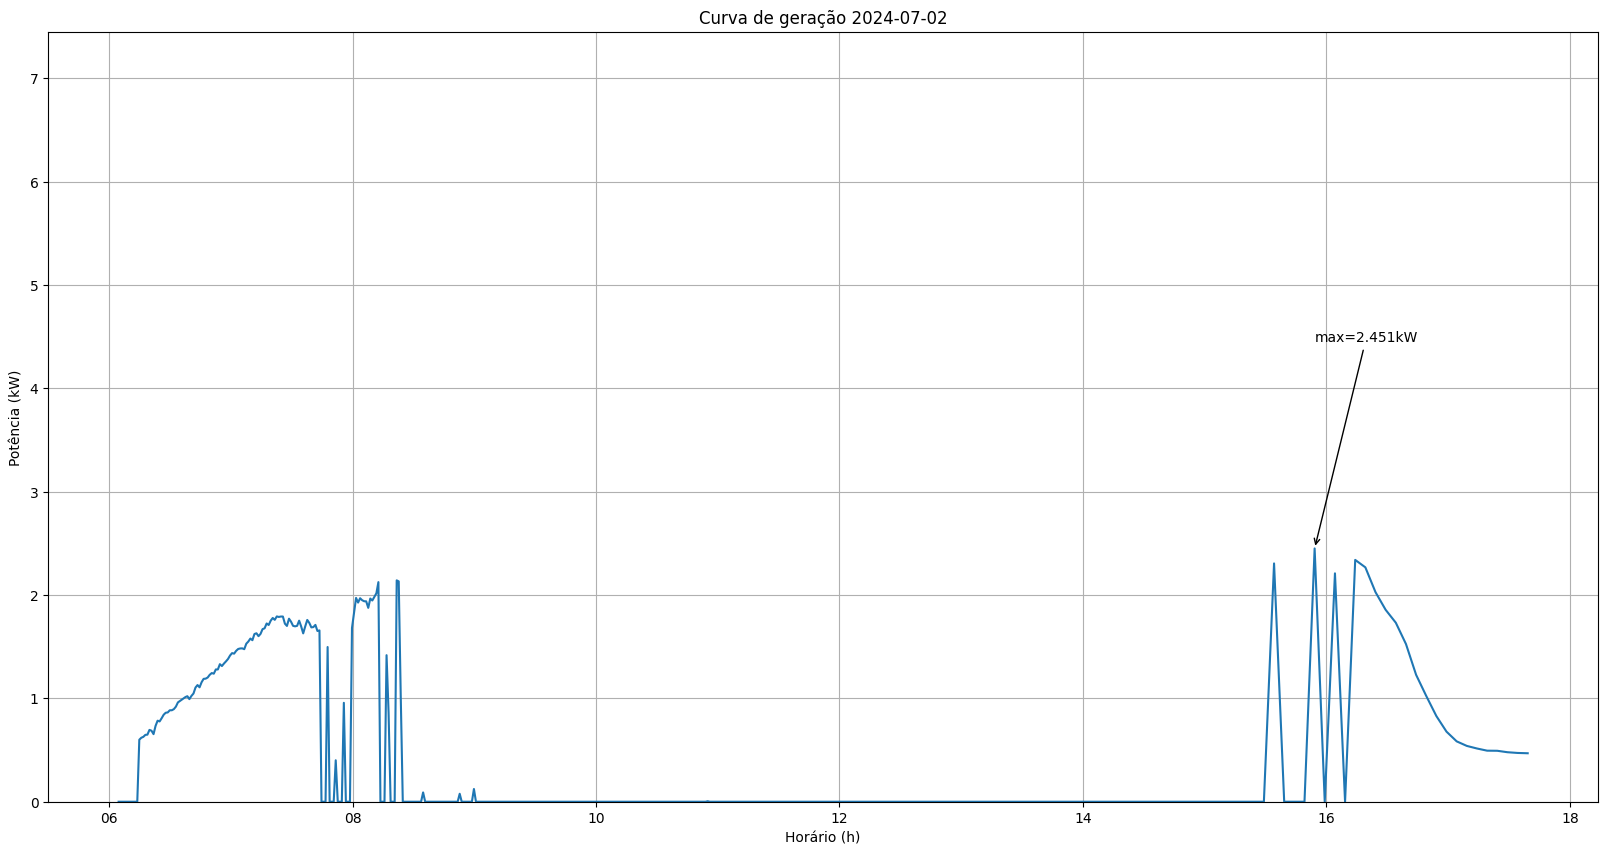 Curva de geração 2024-07-02
7
6
5
4
3
2
1
0
Potência (kW)
max=2.451kW
06 08 10 12 14 16 18
Horário (h)